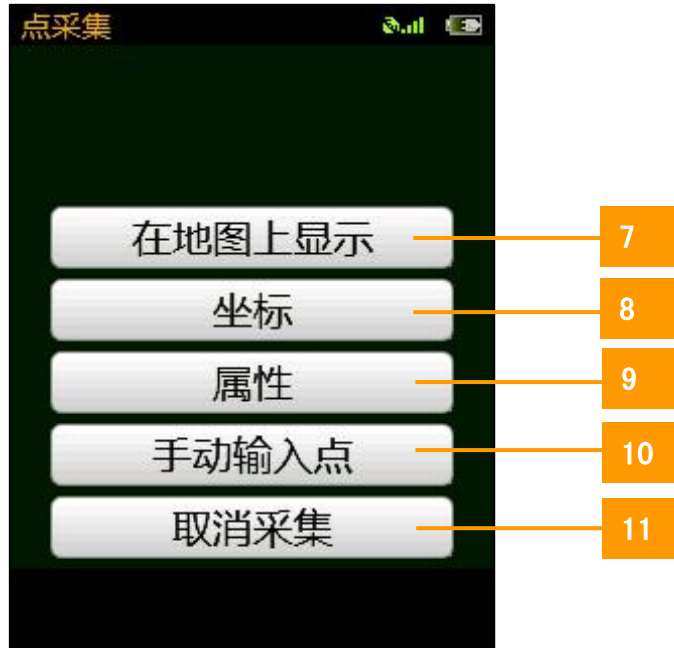 点采集
在地图上显示 7
坐标 8
属性 9
手动输入点 10
取消采集 11